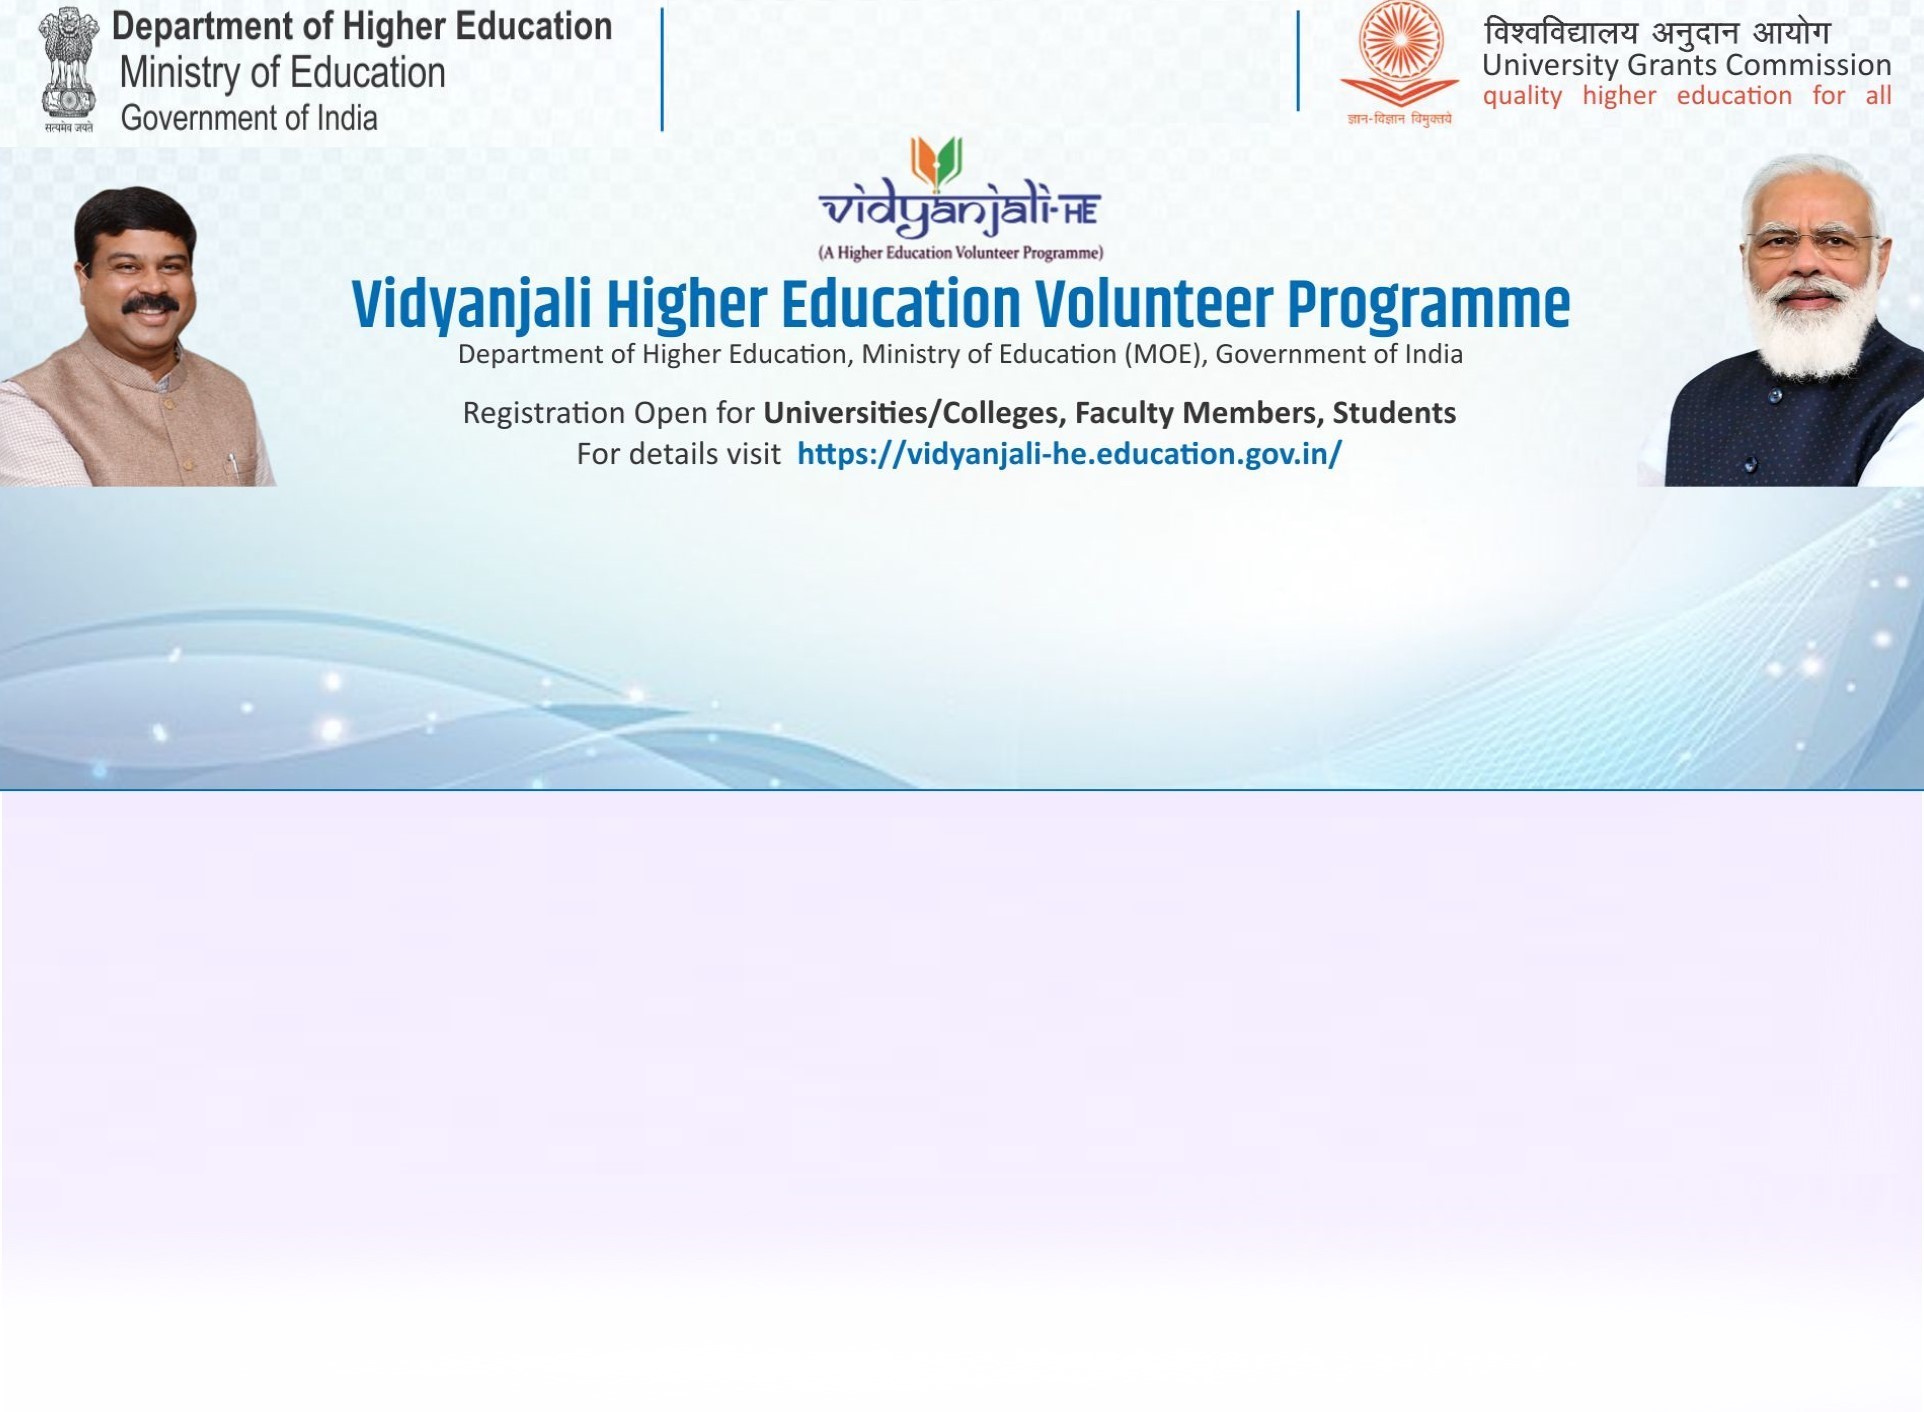 Department of Higher Education
Ministry of Education
Government of India
सत्यमेव जयते
विश्वविद्यालय अनुदान आयोग
University Grants Commission
quality higher education for all
ज्ञान-विज्ञान विमुक्तये
vidyanjali-HE
(A Higher Education Volunteer Programme)
Vidyanjali Higher Education Volunteer Programme
Department of Higher Education, Ministry of Education (MOE), Government of India
Registration Open for Universities/Colleges, Faculty Members, Students
For details visit https://vidyanjali-he.education.gov.in/